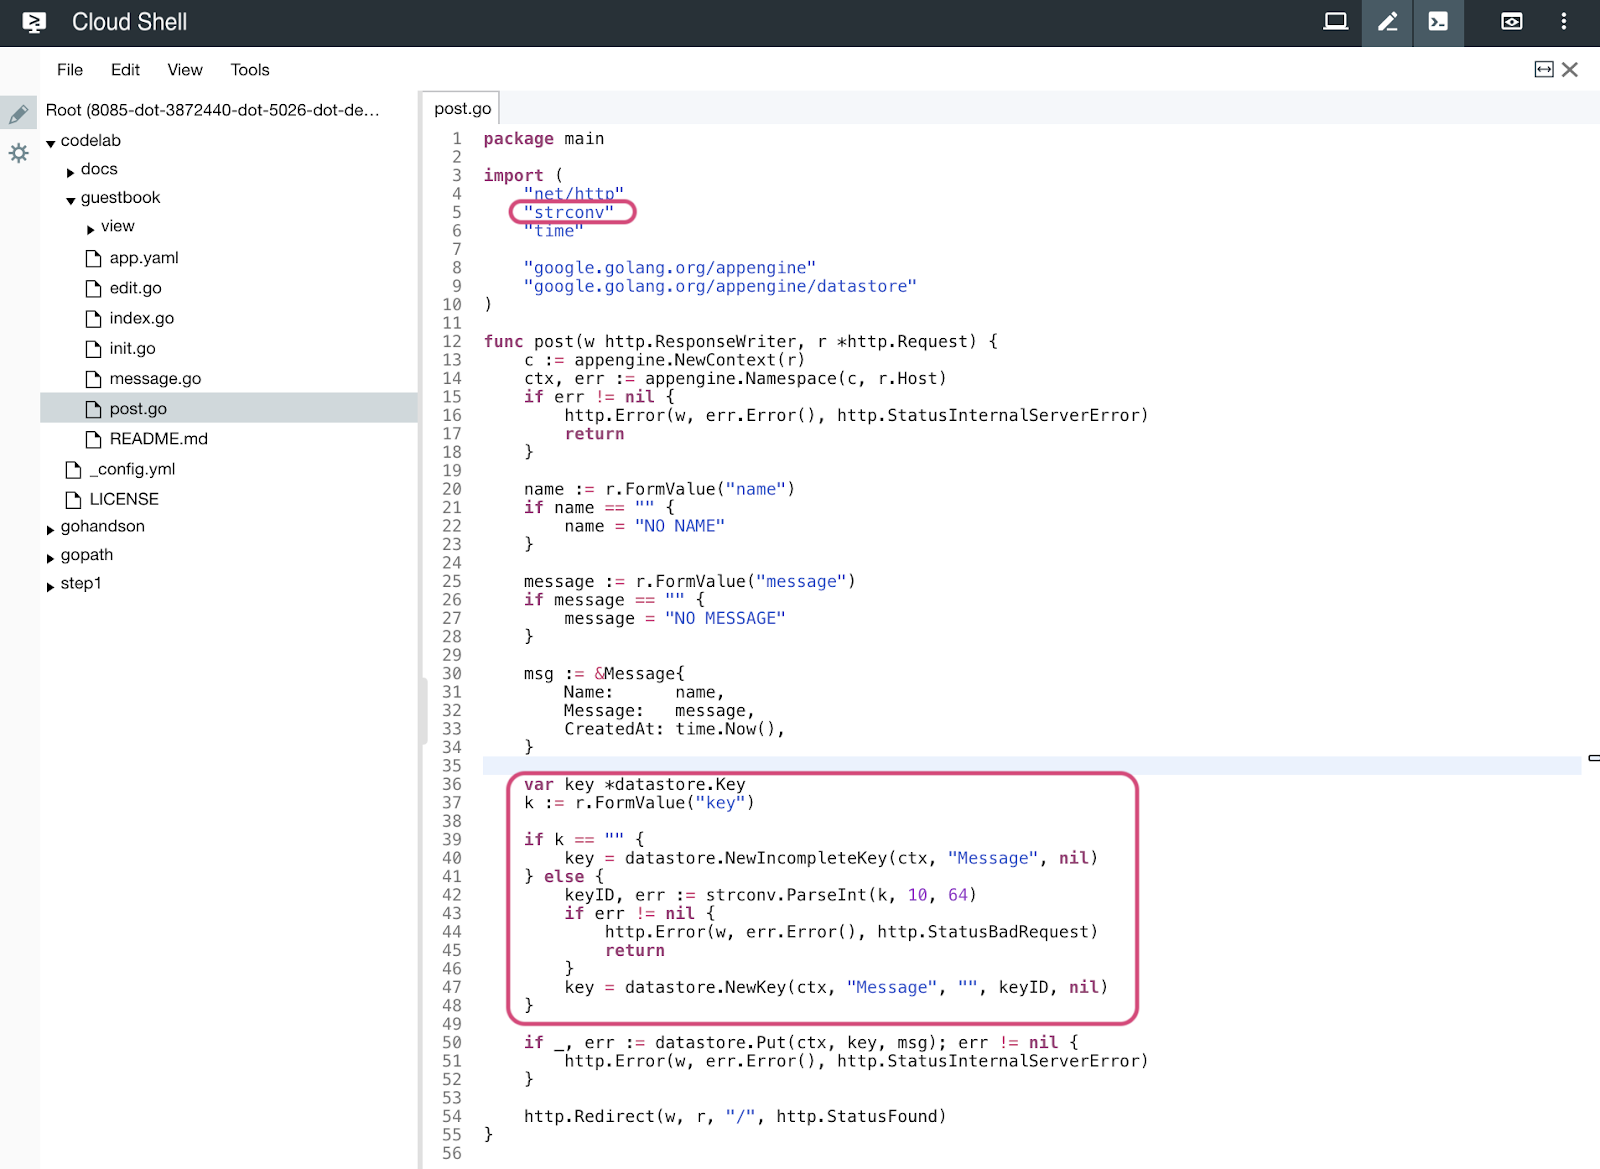 Cloud Shell
File Edit View Tools
Root (8085-dot-3872440-dot-5026-dot-de...
codelab
docs
guestbook
view
app.yaml
edit.go
index.go
init.go
message.go
post.go
README.md
_config.yml
LICENSE
gohandson
gopath
step1
post.go
1 package main
2
3 import (
4     "net/http"
5     "strconv"
6     "time"
7
8     "google.golang.org/appengine"
9     "google.golang.org/appengine/datastore"
10 )
11
12 func post(w http.ResponseWriter, r *http.Request) {
13     c := appengine.NewContext(r)
14     ctx, err := appengine.Namespace(c, r.Host)
15     if err != nil {
16         http.Error(w, err.Error(), http.StatusInternalServerError)
17         return
18     }
19
20     name := r.FormValue("name")
21     if name == "" {
22         name = "NO NAME"
23     }
24
25     message := r.FormValue("message")
26     if message == "" {
27         message = "NO MESSAGE"
28     }
29
30     msg := &Message{
31         Name:      name,
32         Message:   message,
33         CreatedAt: time.Now(),
34     }
35
36     var key *datastore.Key
37     k := r.FormValue("key")
38
39     if k == "" {
40         key = datastore.NewIncompleteKey(ctx, "Message", nil)
41     } else {
42         keyID, err := strconv.ParseInt(k, 10, 64)
43         if err != nil {
44             http.Error(w, err.Error(), http.StatusBadRequest)
45             return
46         }
47         key = datastore.NewKey(ctx, "Message", "", keyID, nil)
48     }
49
50     if _, err := datastore.Put(ctx, key, msg); err != nil {
51         http.Error(w, err.Error(), http.StatusInternalServerError)
52     }
53
54     http.Redirect(w, r, "/", http.StatusFound)
55 }
56